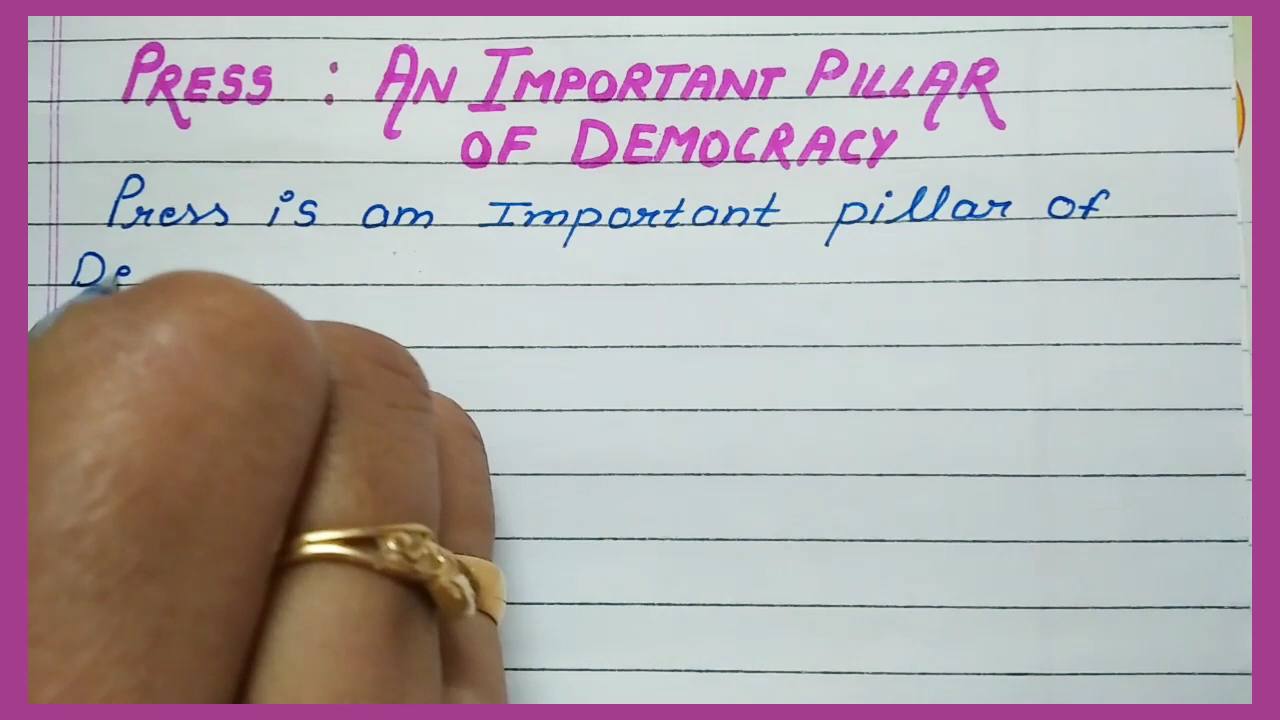 PRESS : AN IMPORTANT PILLAR
OF DEMOCRACY
Press is am Important pillar of
De